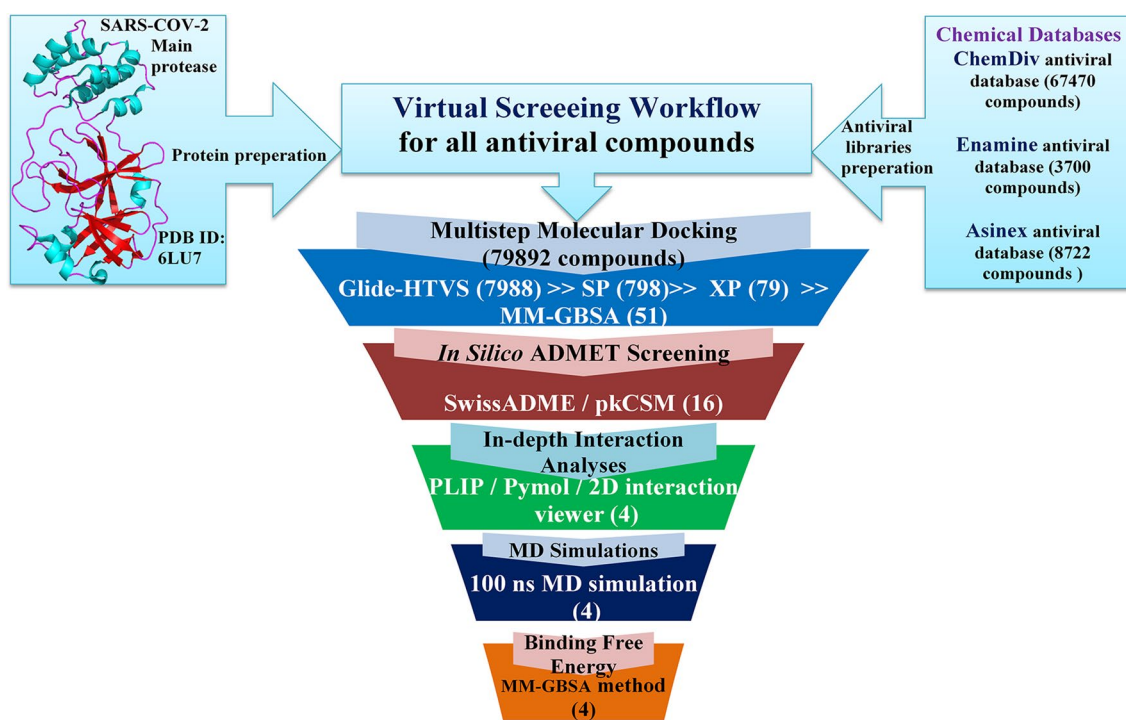 SARS-COV-2
Main
protease
PDB ID:
6LU7
Protein preperation
Virtual Screeeing Workflow
for all antiviral compounds
Antiviral
libraries
preperation
Chemical Databases
ChemDiv antiviral
database (67470
compounds)
Enamine antiviral
database (3700
compounds)
Asinex antiviral
database (8722
compounds )
Multistep Molecular Docking
(79892 compounds)
Glide-HTVS (7988) >> SP (798)>> XP (79) >>
MM-GBSA (51)
In Silico ADMET Screening
SwissADME / pkCSM (16)
In-depth Interaction
Analyses
PLIP / Pymol / 2D interaction
viewer (4)
MD Simulations
100 ns MD simulation
(4)
Binding Free
Energy
MM-GBSA method
(4)